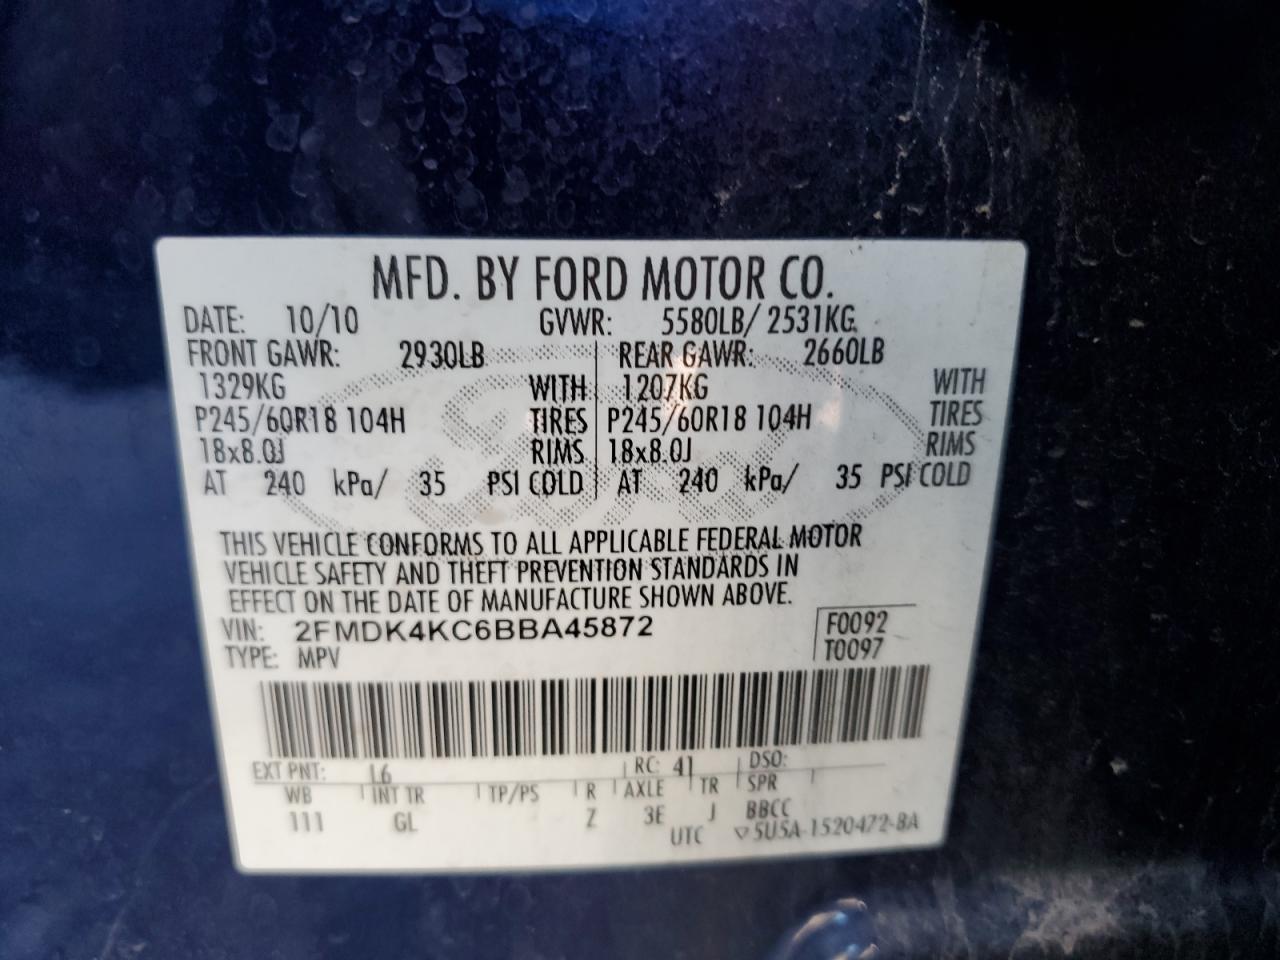 MFD. BY FORD MOTOR CO.
DATE: 10/10 GVWR: 5580LB/ 2531KG
FRONT GAWR: 2930LB REAR GAWR: 2660LB
1329KG WITH 1207KG WITH
P245/60R18 104H TIRES P245/60R18 104H TIRES
18x8.0J RIMS 18x8.0J RIMS
AT 240 kPa/ 35 PSI COLD AT 240 kPa/ 35 PSI COLD
THIS VEHICLE CONFORMS TO ALL APPLICABLE FEDERAL MOTOR
VEHICLE SAFETY AND THEFT PREVENTION STANDARDS IN
EFFECT ON THE DATE OF MANUFACTURE SHOWN ABOVE.
VIN: 2FMDK4KC6BBA45872 F0092
TYPE: MPV T0097
EXT PNT: L6 RC: 41 DSO:
WB INT TR TP/PS R AXLE TR SPR
111 GL Z 3E J BBCC
UTC ▽5U5A-1520472-BA